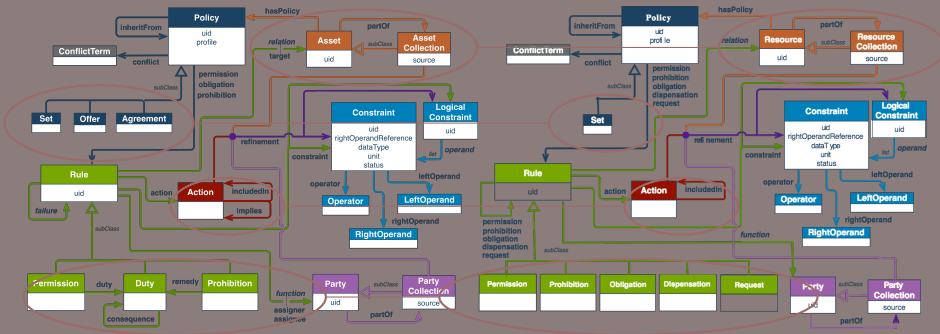 Policy
uid
profile
inheritFrom
ConflictTerm
conflict
hasPolicy
relation
target
Asset
uid
partOf
subClass
Asset
Collection
source
permission
obligation
prohibition
subClass
Set
Offer
Agreement
Constraint
uid
rightOperandReference
dataType
unit
status
Logical
Constraint
uid
refinement
constraint
list
operand
Rule
uid
failure
subClass
action
Action
includedIn
implies
operator
leftOperand
Operator
LeftOperand
rightOperand
RightOperand
Permission
duty
Duty
remedy
Prohibition
consequence
function
assigner
assignee
Party
uid
subClass
partOf
Party
Collection
source
Policy
uid
profile
inheritFrom
ConflictTerm
conflict
hasPolicy
relation
Resource
uid
partOf
subClass
Resource
Collection
source
permission
prohibition
obligation
dispensation
request
subClass
Set
Constraint
uid
rightOperandReference
dataType
unit
status
Logical
Constraint
uid
refinement
constraint
list
operand
Rule
uid
permission
prohibition
obligation
dispensation
request
subClass
action
Action
includedIn
operator
leftOperand
Operator
LeftOperand
rightOperand
RightOperand
function
Permission
Prohibition
Obligation
Dispensation
Request
Party
uid
subClass
partOf
Party
Collection
source